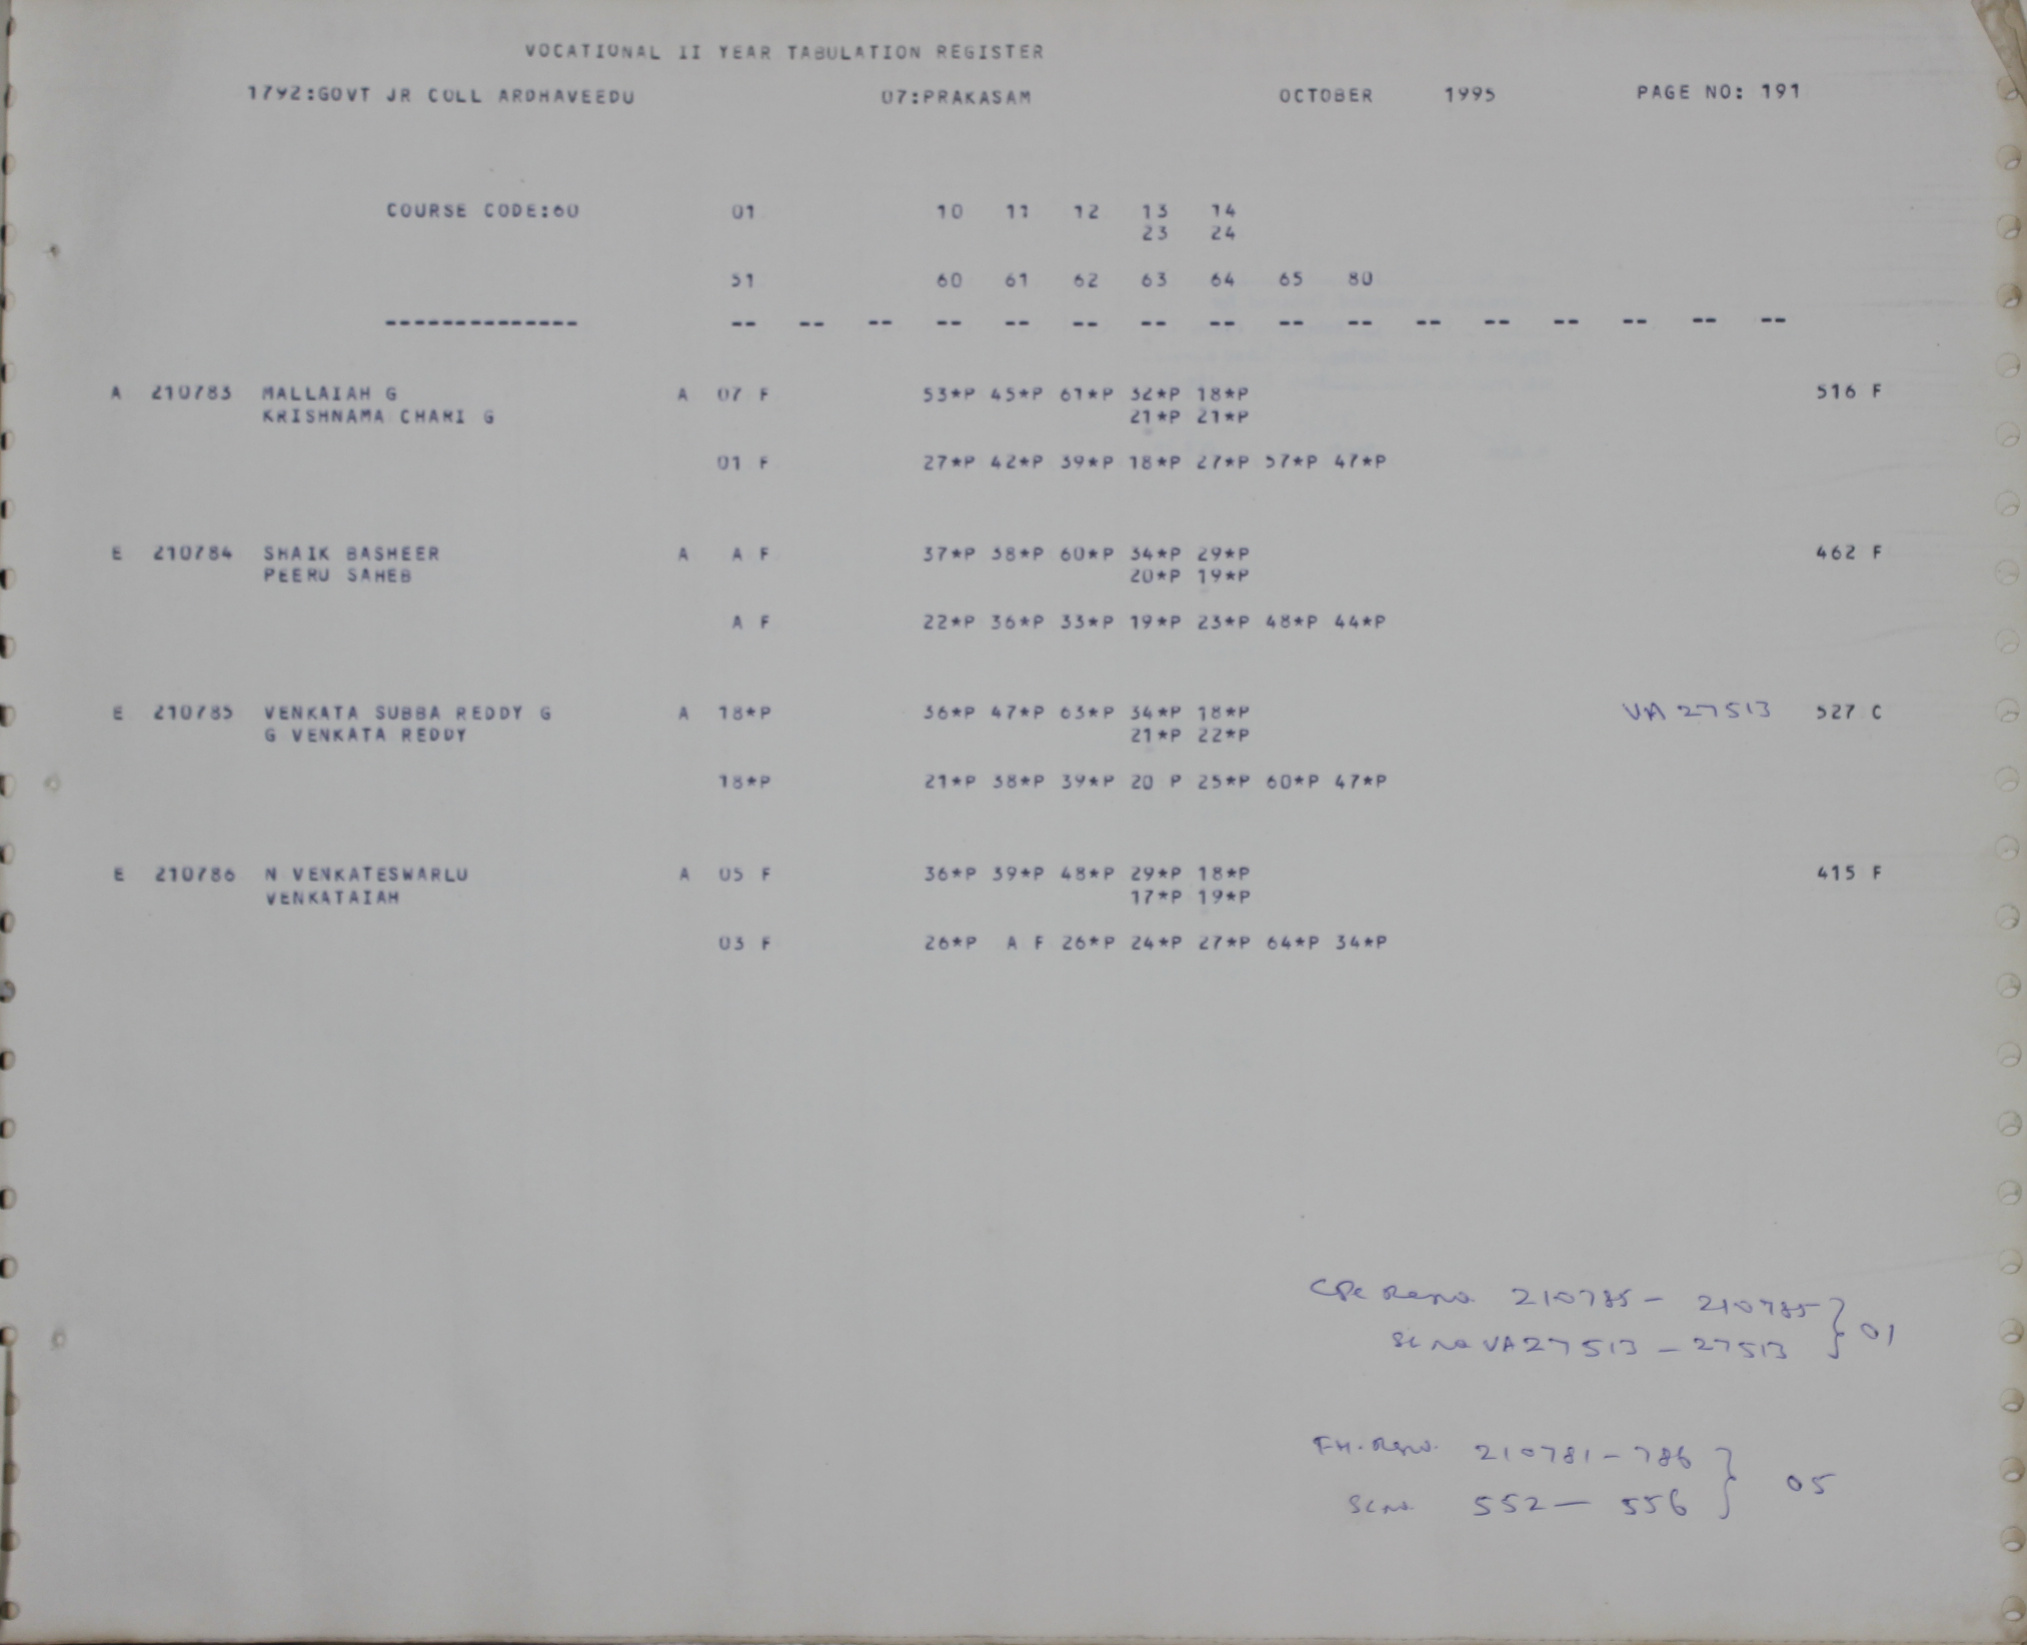 VOCATIONAL II YEAR TABULATION REGISTER
1792:GOVT JR COLL ARDHAVEEDU 07:PRAKASAM OCTOBER 1995 PAGE NO: 191
COURSE CODE:60 01 10 11 12 13 14
23 24
51 60 61 62 63 64 65 80
-------------- -- -- -- -- -- -- -- -- -- -- -- -- -- -- -- --
A 210783 MALLAIAH G A 07 F 53*P 45*P 61*P 32*P 18*P 516 F
KRISHNAMA CHARI G 21*P 21*P
01 F 27*P 42*P 39*P 18*P 27*P 57*P 47*P
E 210784 SHAIK BASHEER A A F 37*P 38*P 60*P 34*P 29*P 462 F
PEERU SAHEB 20*P 19*P
A F 22*P 36*P 33*P 19*P 23*P 48*P 44*P
E 210785 VENKATA SUBBA REDDY G A 18*P 36*P 47*P 63*P 34*P 18*P VA 27513 527 C
G VENKATA REDDY 21*P 22*P
18*P 21*P 38*P 39*P 20 P 25*P 60*P 47*P
E 210786 N VENKATESWARLU A 05 F 36*P 39*P 48*P 29*P 18*P 415 F
VENKATAIAH 17*P 19*P
03 F 26*P A F 26*P 24*P 27*P 64*P 34*P
210785 - 210785 } 01
Sl no VA 27513 - 27513
210781 - 786 } 05
Sl no. 552 - 556